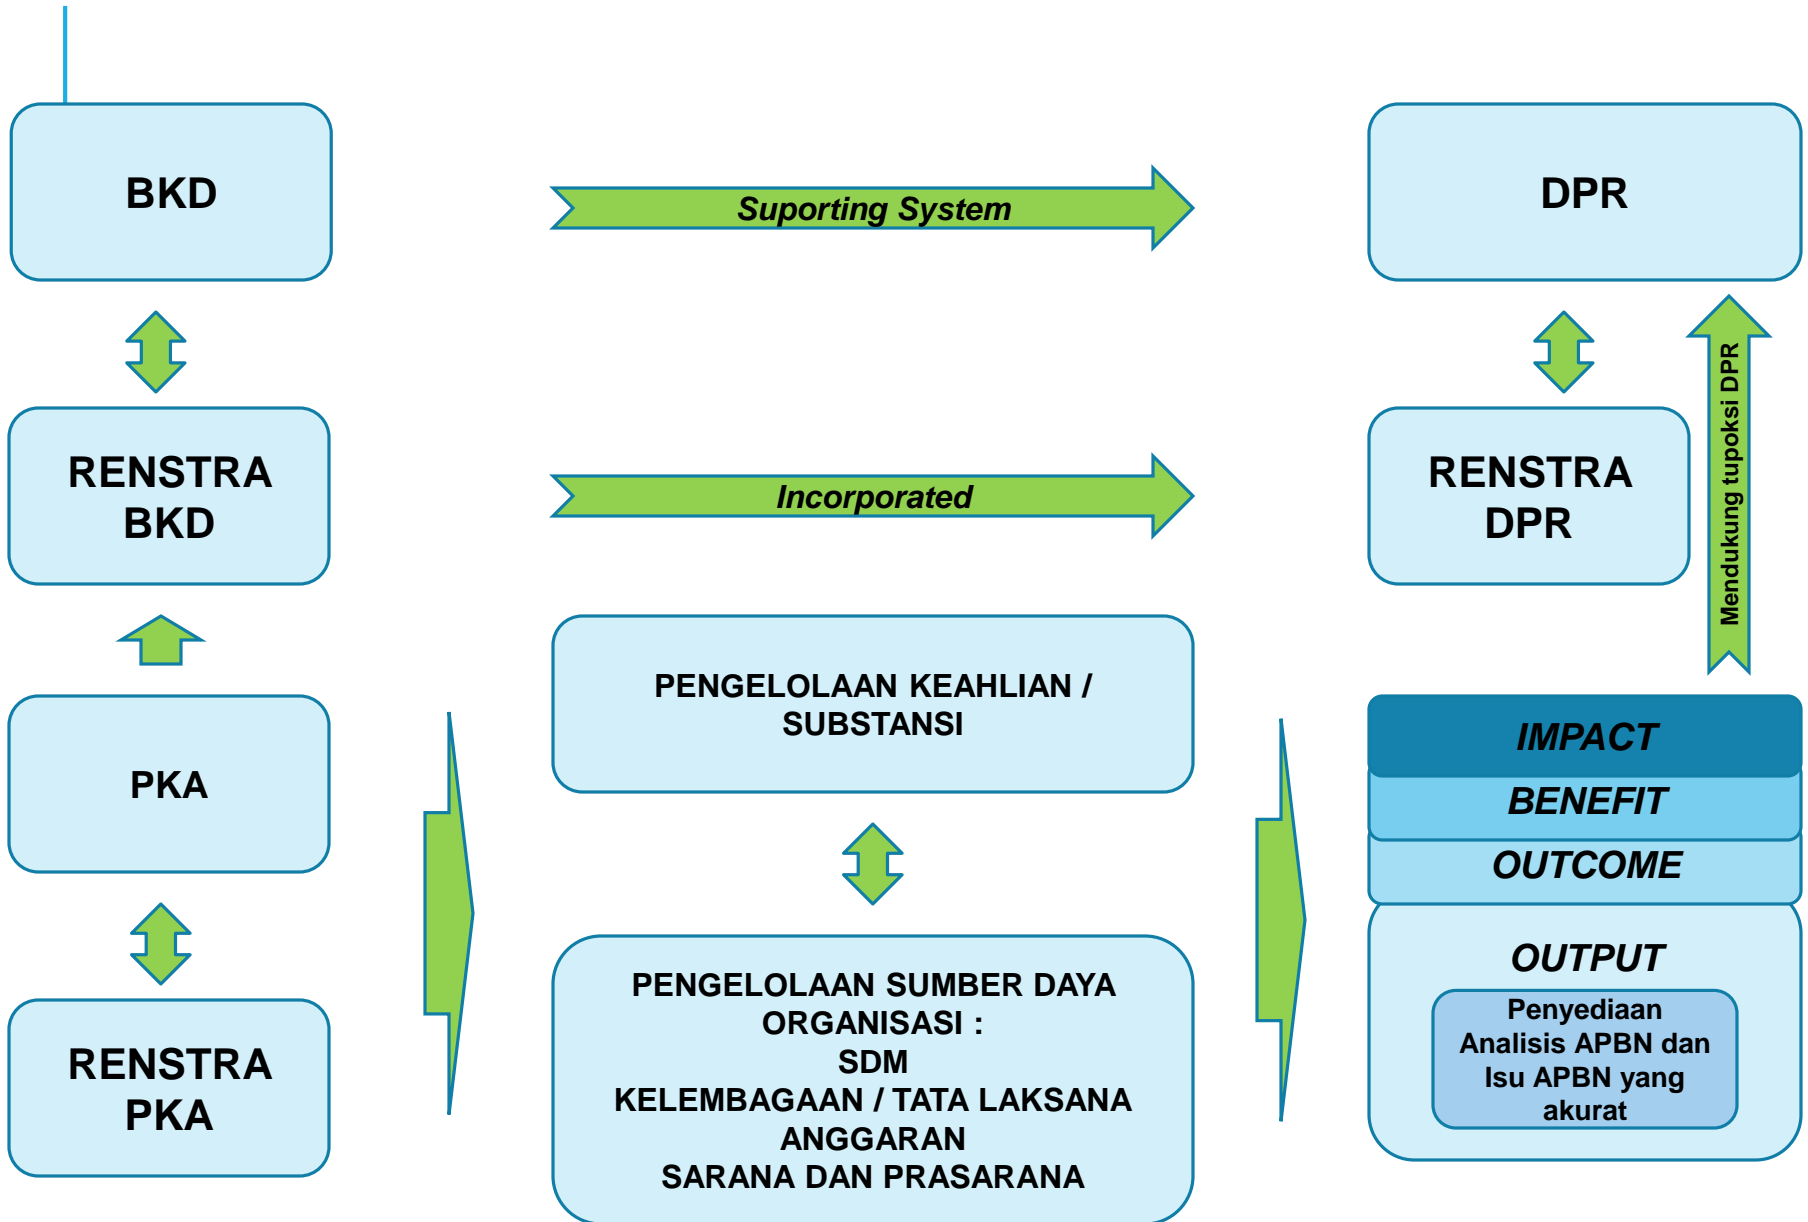 BKD
Suporting System
DPR
RENSTRA
BKD
Incorporated
RENSTRA
DPR
Mendukung tupoksi DPR
PKA
PENGELOLAAN KEAHLIAN /
SUBSTANSI
IMPACT
BENEFIT
OUTCOME
OUTPUT
Penyediaan
Analisis APBN dan
Isu APBN yang
akurat
RENSTRA
PKA
PENGELOLAAN SUMBER DAYA
ORGANISASI :
SDM
KELEMBAGAAN / TATA LAKSANA
ANGGARAN
SARANA DAN PRASARANA